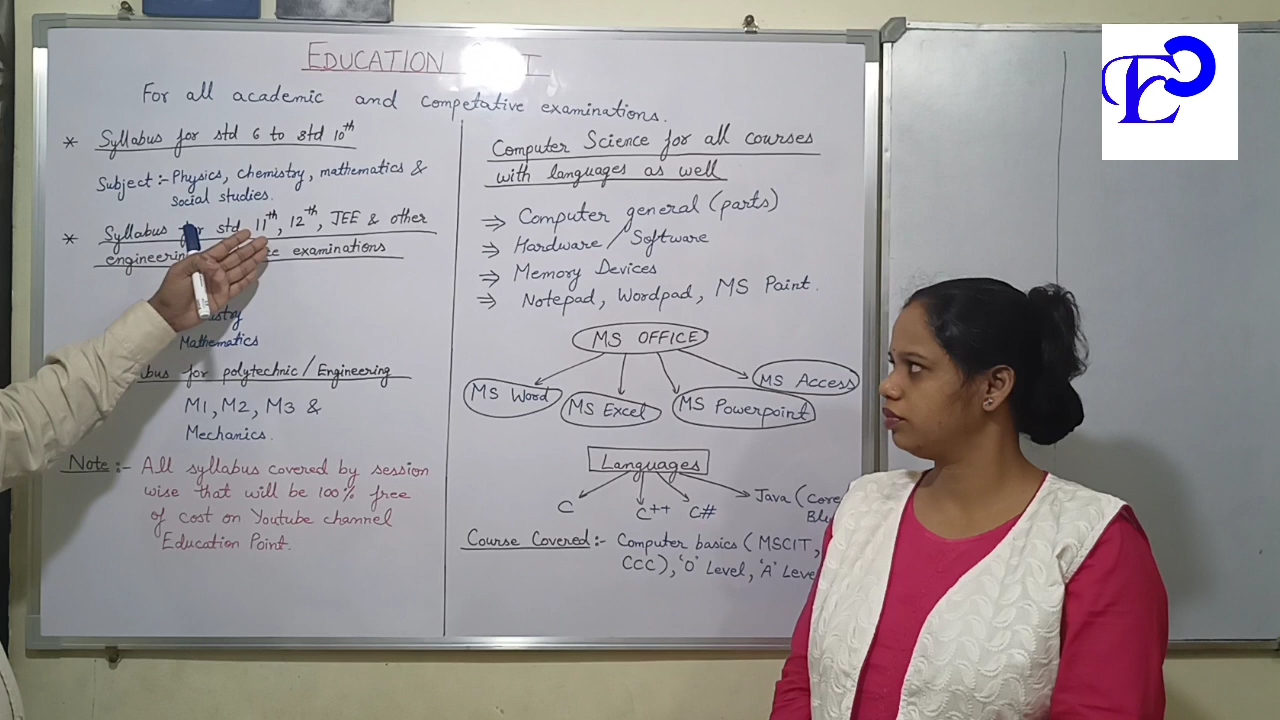 EDUCATION
For all academic and competative examinations.
* Syllabus for std 6 to std 10th
Subject:- Physics, chemistry, mathematics &
social studies.
* Syllabus for std 11th, 12th, JEE & other
examinations
Mathematics
for polytechnic/Engineering
M1, M2, M3 &
Mechanics.
Note:- All syllabus covered by session
wise that will be 100% free
of cost on Youtube channel
Education Point.
Computer Science for all courses
with languages as well
⇒ Computer general (parts)
⇒ Hardware / Software
⇒ Memory Devices
⇒ Notepad, Wordpad, MS Paint.
MS OFFICE
MS Word
MS Excel
MS Powerpoint
MS Access
Languages
C
C++
C#
Java (Core
Course Covered:- Computer basics (MSCIT,
CCC), 'O' Level, 'A' Leve